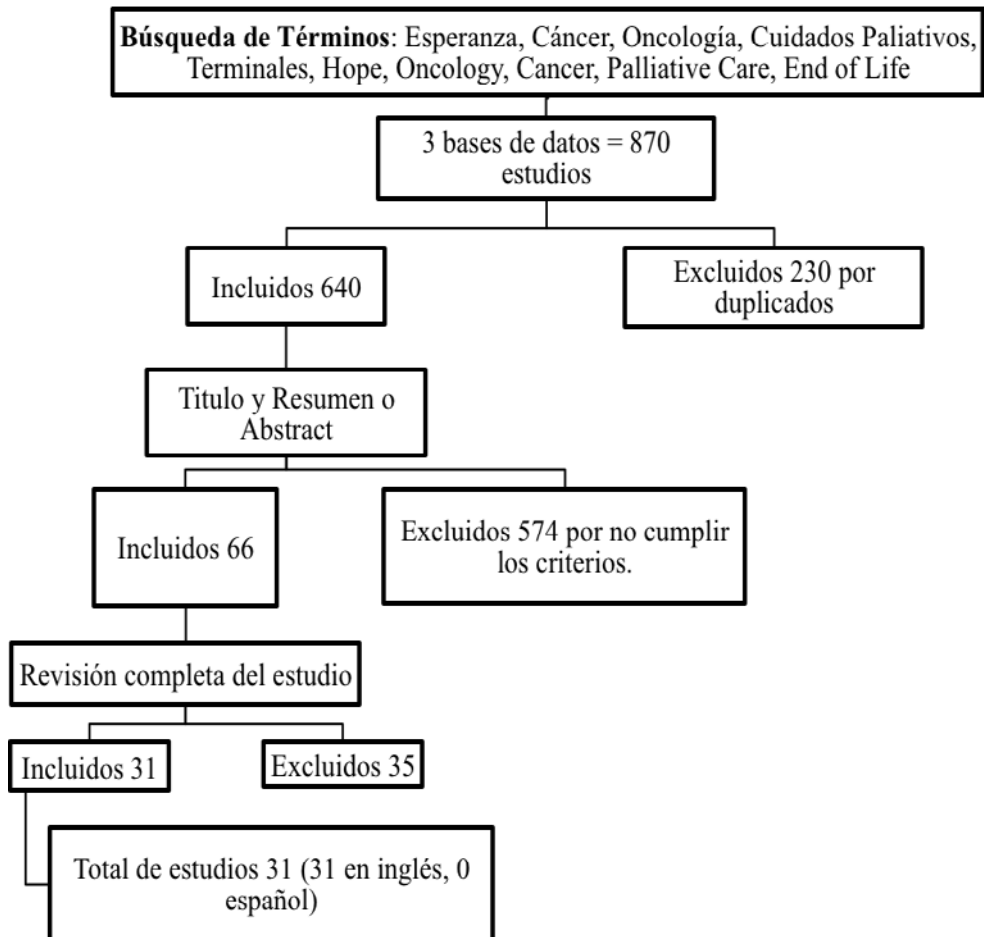 Búsqueda de Términos: Esperanza, Cáncer, Oncología, Cuidados Paliativos,
Terminales, Hope, Oncology, Cancer, Palliative Care, End of Life
3 bases de datos = 870
estudios
Incluidos 640
Excluidos 230 por
duplicados
Titulo y Resumen o
Abstract
Incluidos 66
Excluidos 574 por no cumplir
los criterios.
Revisión completa del estudio
Incluidos 31
Excluidos 35
Total de estudios 31 (31 en inglés, 0
español)